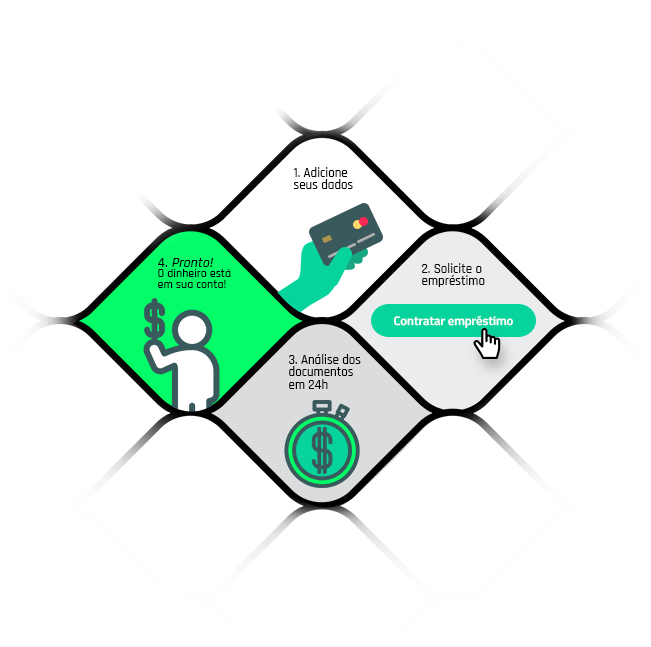 1. Adicione
seus dados
2. Solicite o
empréstimo
Contratar empréstimo
3. Análise dos
documentos
em 24h
4. Pronto!
O dinheiro está
em sua conta!